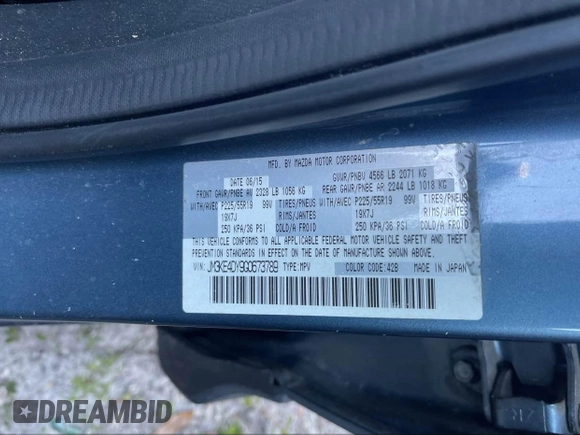 MFD. BY MAZDA MOTOR CORPORATION
DATE 06/15 GVWR/PNBV 4566 LB 2071 KG
FRONT GAWR/PNBE AV 2328 LB 1056 KG REAR GAWR/PNBE AR 2244 LB 1018 KG
WITH/AVEC P225/55R19 99V TIRES/PNEUS WITH/AVEC P225/55R19 99V TIRES/PNEUS
19X7J RIMS/JANTES 19X7J RIMS/JANTES
250 KPA/36 PSI COLD/A FROID 250 KPA/36 PSI COLD/A FROID
THIS VEHICLE CONFORMS TO ALL APPLICABLE FEDERAL MOTOR VEHICLE SAFETY AND THEFT
PREVENTION STANDARDS IN EFFECT ON THE DATE OF MANUFACTURE SHOWN ABOVE.
VIN: JM3KE4DY9G0673789 TYPE: MPV COLOR CODE: 42B MADE IN JAPAN
DREAMBID